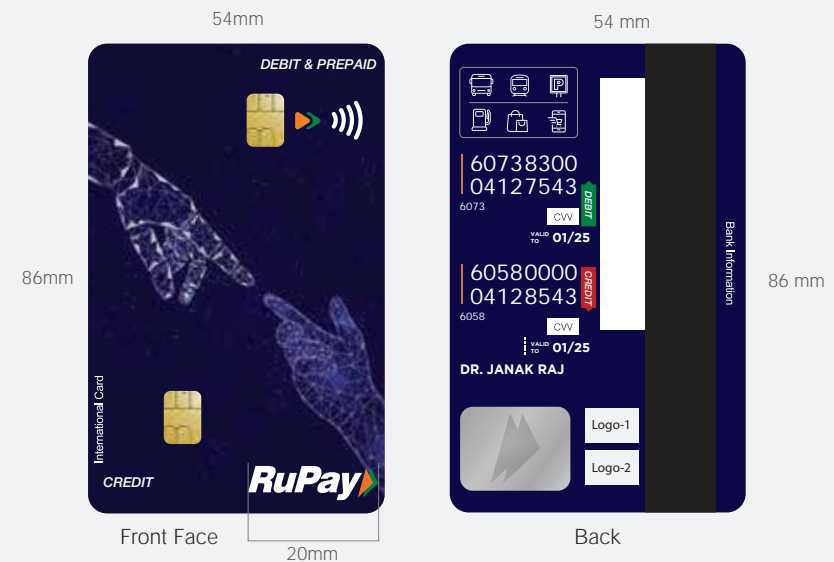 54mm
DEBIT & PREPAID
86mm
International Card
CREDIT
RuPay
Front Face
20mm
54 mm
P
60738300
04127543
6073
DEBIT
CVV
VALID
TO 01/25
60580000
04128543
6058
CREDIT
CVV
VALID
TO 01/25
DR. JANAK RAJ
Logo-1
Logo-2
Bank Information
86 mm
Back